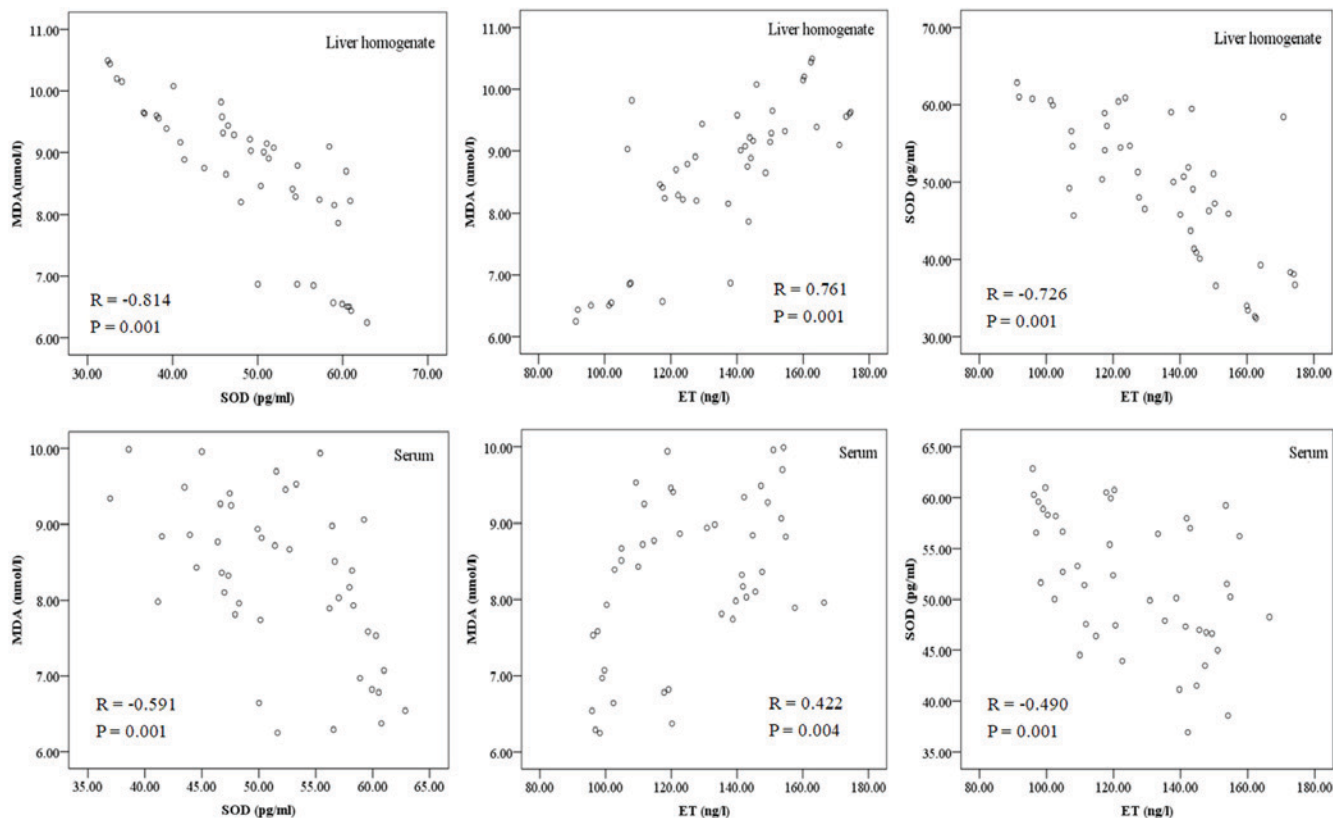 11.00
10.00
9.00
8.00
7.00
6.00
MDA(nmol/l)
Liver homogenate
R = -0.814
P = 0.001
30.00 40.00 50.00 60.00 70.00
SOD (pg/ml)
11.00
10.00
9.00
8.00
7.00
6.00
MDA (nmol/l)
Liver homogenate
R = 0.761
P = 0.001
80.00 100.00 120.00 140.00 160.00 180.00
ET (ng/l)
70.00
60.00
50.00
40.00
30.00
SOD (pg/ml)
Liver homogenate
R = -0.726
P = 0.001
80.00 100.00 120.00 140.00 160.00 180.00
ET (ng/l)
10.00
9.00
8.00
7.00
6.00
MDA (nmol/l)
Serum
R = -0.591
P = 0.001
35.00 40.00 45.00 50.00 55.00 60.00 65.00
SOD (pg/ml)
10.00
9.00
8.00
7.00
6.00
MDA (nmol/l)
Serum
R = 0.422
P = 0.004
80.00 100.00 120.00 140.00 160.00 180.00
ET (ng/l)
65.00
60.00
55.00
50.00
45.00
40.00
35.00
SOD (pg/ml)
Serum
R = -0.490
P = 0.001
80.00 100.00 120.00 140.00 160.00 180.00
ET (ng/l)